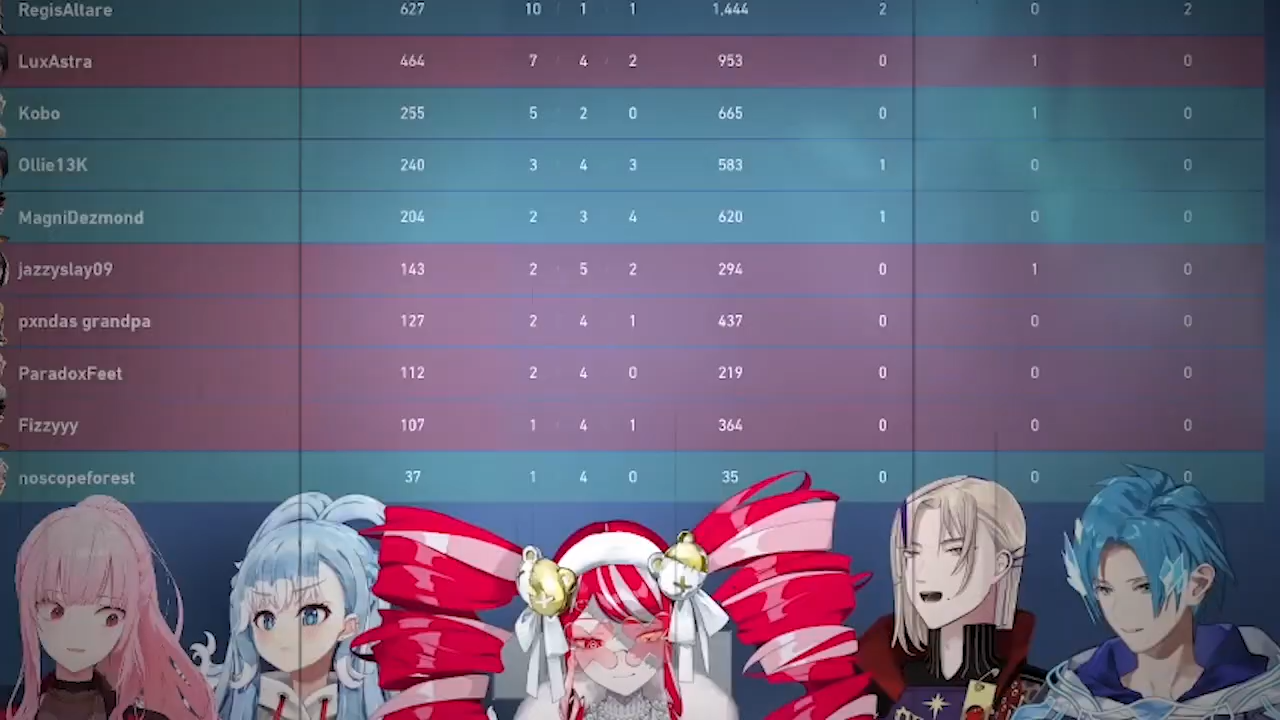 RegisAltare 627 10 / 1 / 1 1,444 2 0 2
LuxAstra 464 7 / 4 / 2 953 0 1 0
Kobo 255 5 2 0 665 0 1 0
Ollie13K 240 3 4 3 583 1 0 0
MagniDezmond 204 2 3 4 620 1 0 0
jazzyslay09 143 2 5 2 294 0 1 0
pxndas grandpa 127 2 4 1 437 0 0 0
ParadoxFeet 112 2 4 0 219 0 0 0
Fizzyyy 107 1 4 1 364 0 0 0
noscopeforest 37 1 4 0 35 0 0 0